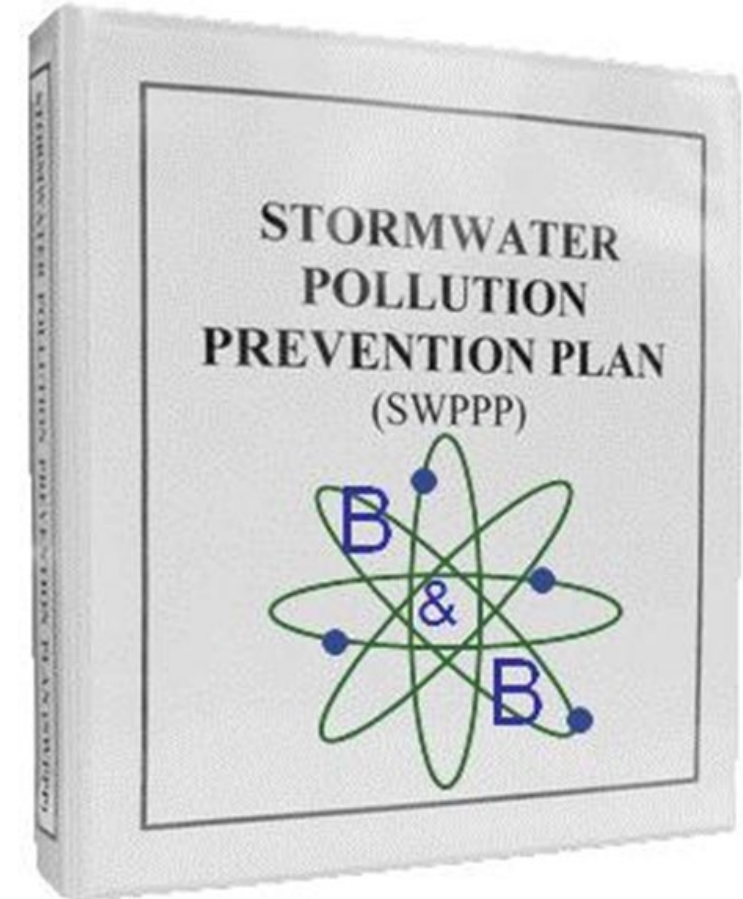 STORMWATER POLLUTION PREVENTION PLAN (SWPPP)
STORMWATER
POLLUTION
PREVENTION PLAN
(SWPPP)
B
&
B